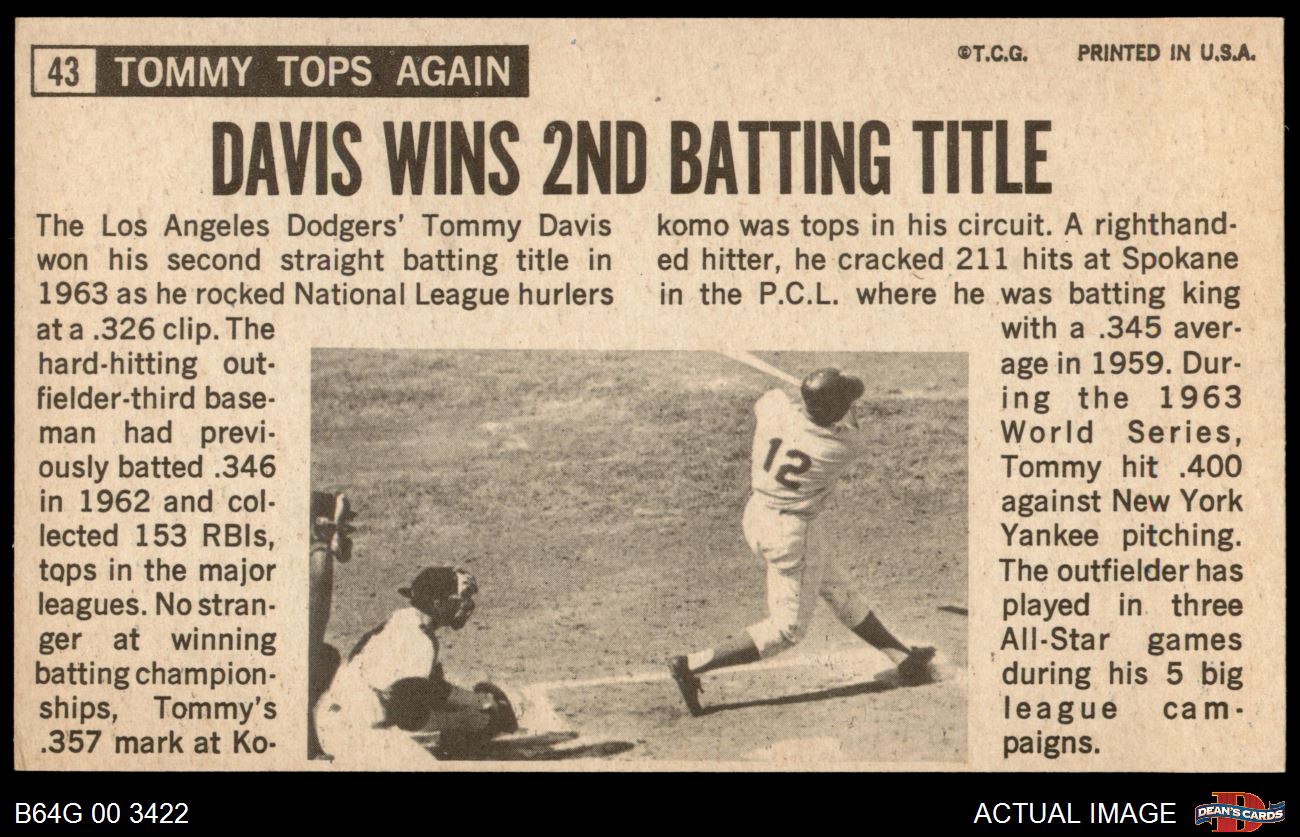 43 TOMMY TOPS AGAIN
©T.C.G. PRINTED IN U.S.A.
DAVIS WINS 2ND BATTING TITLE
The Los Angeles Dodgers' Tommy Davis
won his second straight batting title in
1963 as he rocked National League hurlers
at a .326 clip. The
hard-hitting out-
fielder-third base-
man had previ-
ously batted .346
in 1962 and col-
lected 153 RBIs,
tops in the major
leagues. No stran-
ger at winning
batting champion-
ships, Tommy's
.357 mark at Ko-
komo was tops in his circuit. A righthand-
ed hitter, he cracked 211 hits at Spokane
in the P.C.L. where he was batting king
with a .345 aver-
age in 1959. Dur-
ing the 1963
World Series,
Tommy hit .400
against New York
Yankee pitching.
The outfielder has
played in three
All-Star games
during his 5 big
league cam-
paigns.
12
B64G 00 3422
ACTUAL IMAGE
D
DEAN'S CARDS